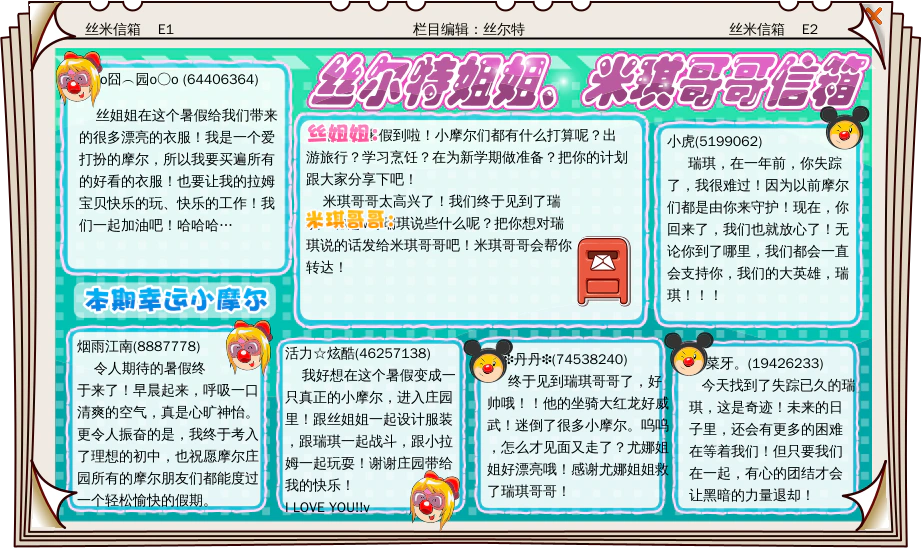 丝米信箱 E1
栏目编辑：丝尔特
丝米信箱 E2
丝尔特姐姐、米琪哥哥信箱
o囧︵园o〇o (64406364)
丝姐姐在这个暑假给我们带来
的很多漂亮的衣服！我是一个爱
打扮的摩尔，所以我要买遍所有
的好看的衣服！也要让我的拉姆
宝贝快乐的玩、快乐的工作！我
们一起加油吧！哈哈哈…
丝姐姐:
假到啦！小摩尔们都有什么打算呢？出
游旅行？学习烹饪？在为新学期做准备？把你的计划
跟大家分享下吧！
米琪哥哥太高兴了！我们终于见到了瑞
米琪哥哥:
琪说些什么呢？把你想对瑞
琪说的话发给米琪哥哥吧！米琪哥哥会帮你
转达！
小虎(5199062)
瑞琪，在一年前，你失踪
了，我很难过！因为以前摩尔
们都是由你来守护！现在，你
回来了，我们也就放心了！无
论你到了哪里，我们都会一直
会支持你，我们的大英雄，瑞
琪！！！
本期幸运小摩尔
烟雨江南(8887778)
令人期待的暑假终
于来了！早晨起来，呼吸一口
清爽的空气，真是心旷神怡。
更令人振奋的是，我终于考入
了理想的初中，也祝愿摩尔庄
园所有的摩尔朋友们都能度过
一个轻松愉快的假期。
活力☆炫酷(46257138)
我好想在这个暑假变成一
只真正的小摩尔，进入庄园
里！跟丝姐姐一起设计服装
，跟瑞琪一起战斗，跟小拉
姆一起玩耍！谢谢庄园带给
我的快乐！
I LOVE YOU!!v
※丹丹※(74538240)
终于见到瑞琪哥哥了，好
帅哦！！他的坐骑大红龙好威
武！迷倒了很多小摩尔。呜呜
，怎么才见面又走了？尤娜姐
姐好漂亮哦！感谢尤娜姐姐救
了瑞琪哥哥！
菜牙。(19426233)
今天找到了失踪已久的瑞
琪，这是奇迹！未来的日
子里，还会有更多的困难
在等着我们！但只要我们
在一起，有心的团结才会
让黑暗的力量退却！